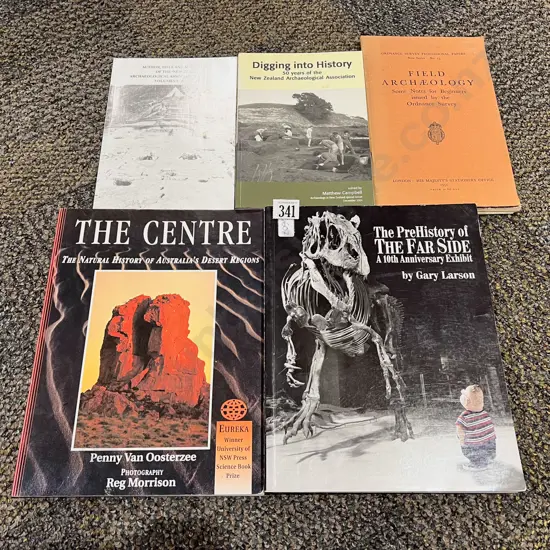 Digging into History
50 years of the
New Zealand Archaeological Association
edited by
Matthew Campbell
FIELD
ARCHÆOLOGY
Some Notes for Beginners
issued by the
Ordnance Survey
THE CENTRE
THE NATURAL HISTORY OF AUSTRALIA'S DESERT REGIONS
EUREKA
Winner
University of
NSW Press
Science Book
Prize
Penny Van Oosterzee
PHOTOGRAPHY
Reg Morrison
341
The PreHistory of
THE FAR SIDE
A 10th Anniversary Exhibit
by Gary Larson